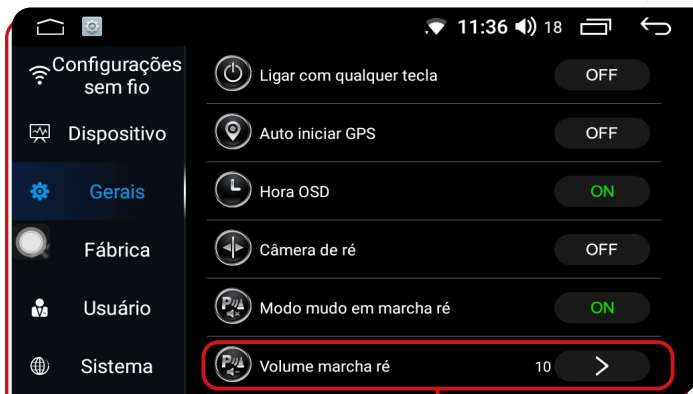 11:36 18
Configurações
sem fio
Dispositivo
Gerais
Fábrica
Usuário
Sistema
Ligar com qualquer tecla OFF
Auto iniciar GPS OFF
Hora OSD ON
Câmera de ré OFF
Modo mudo em marcha ré ON
Volume marcha ré 10